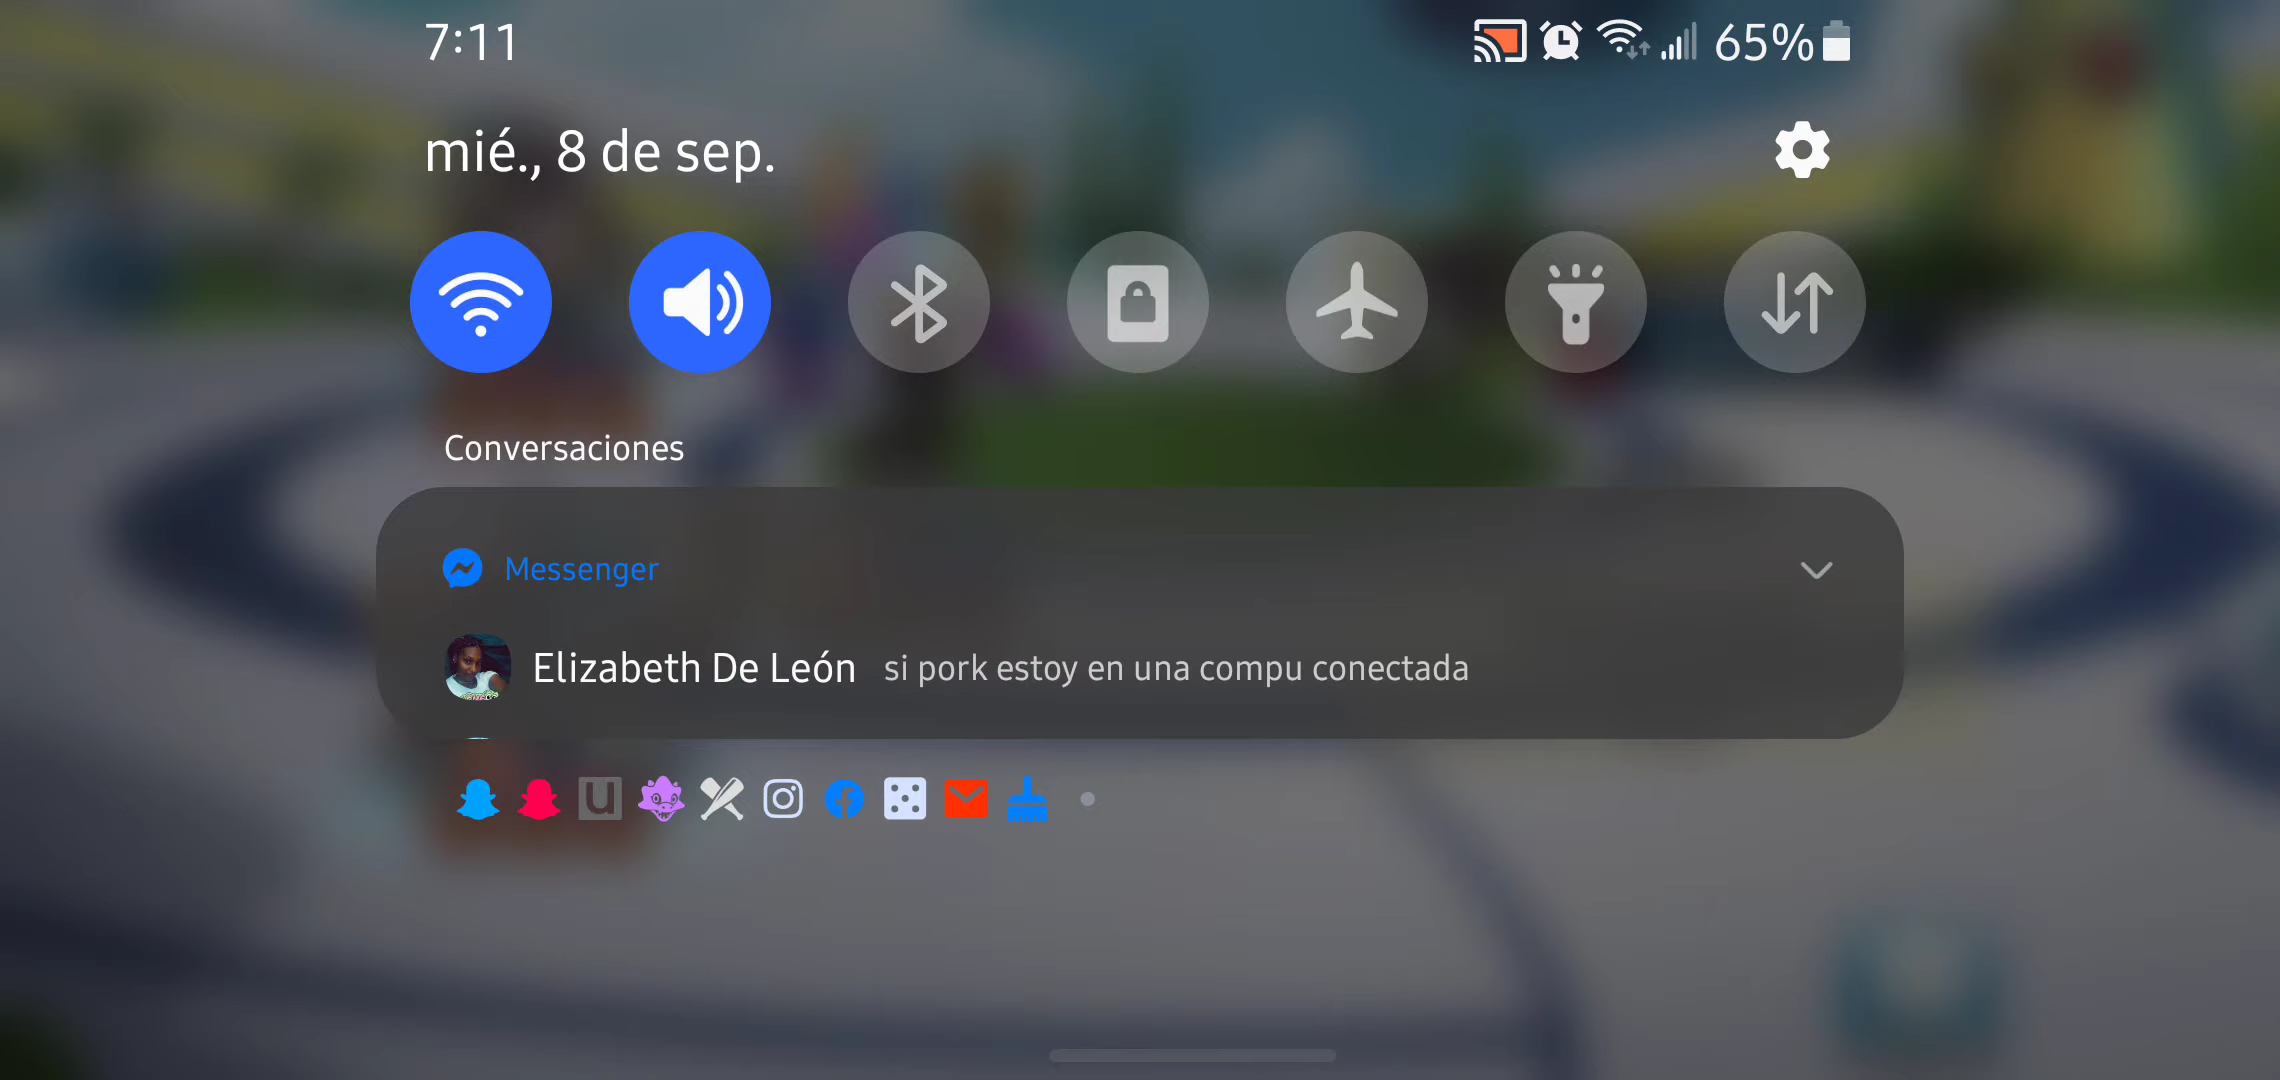 7:11
65%
mié., 8 de sep.
Conversaciones
Messenger
Elizabeth De León si pork estoy en una compu conectada